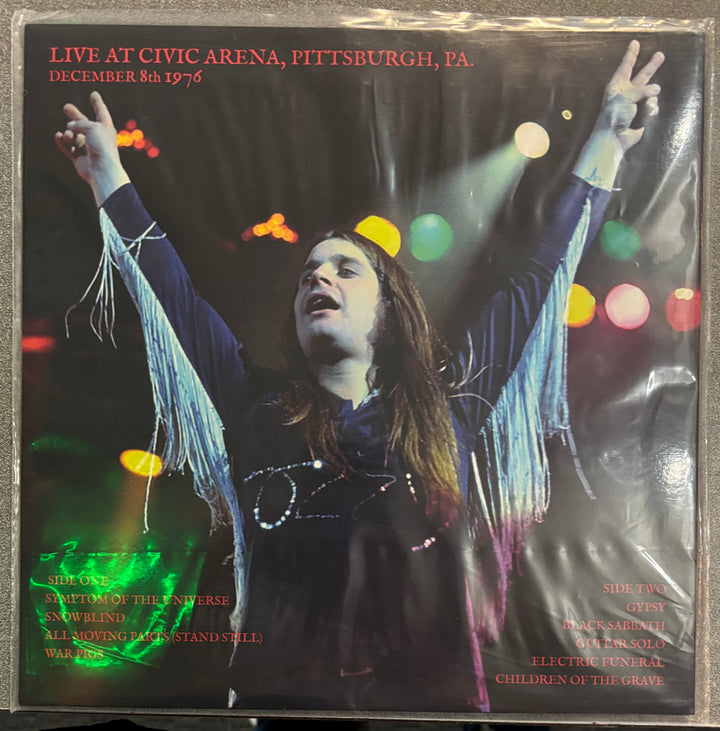 LIVE AT CIVIC ARENA, PITTSBURGH, PA.
DECEMBER 8th 1976
OZZY
SIDE ONE
SYMPTOM OF THE UNIVERSE
SNOWBLIND
ALL MOVING PARTS (STAND STILL)
WAR PIGS
SIDE TWO
GYPSY
BLACK SABBATH
GUITAR SOLO
ELECTRIC FUNERAL
CHILDREN OF THE GRAVE